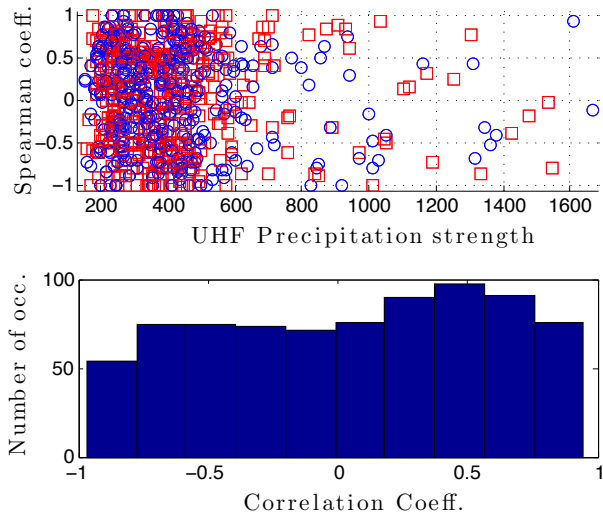 Spearman coeff.
1
0.5
0
−0.5
−1
200 400 600 800 1000 1200 1400 1600
UHF Precipitation strength
Number of occ.
100
50
0
−1 −0.5 0 0.5 1
Correlation Coeff.